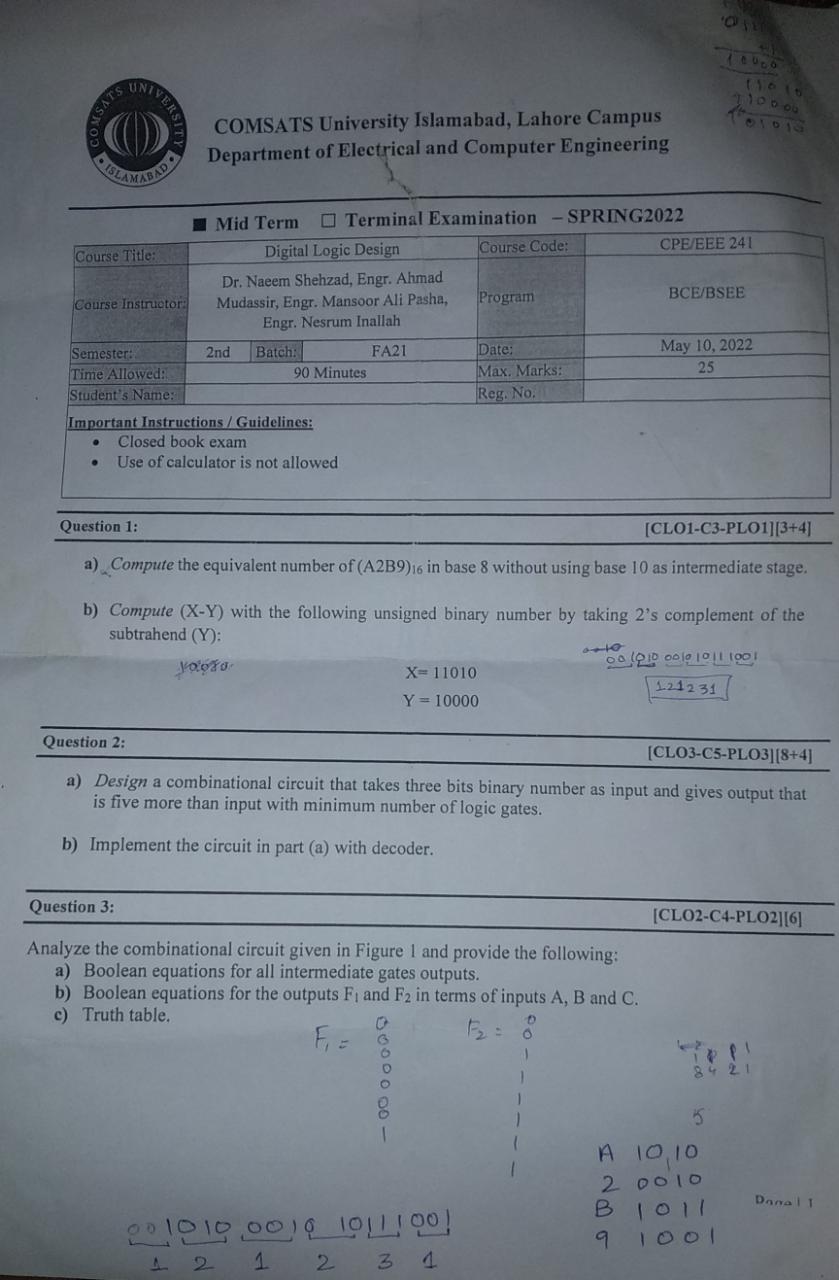 10000
11010
COMSATS UNIVERSITY
ISLAMABAD
COMSATS University Islamabad, Lahore Campus
Department of Electrical and Computer Engineering
■ Mid Term □ Terminal Examination – SPRING2022
Course Title: Digital Logic Design Course Code: CPE/EEE 241
Course Instructor: Dr. Naeem Shehzad, Engr. Ahmad Mudassir, Engr. Mansoor Ali Pasha, Engr. Nesrum Inallah Program BCE/BSEE
Semester: 2nd Batch: FA21 Date: May 10, 2022
Time Allowed: 90 Minutes Max. Marks: 25
Student's Name: Reg. No.
Important Instructions / Guidelines:
• Closed book exam
• Use of calculator is not allowed
Question 1: [CLO1-C3-PLO1][3+4]
a) Compute the equivalent number of (A2B9)16 in base 8 without using base 10 as intermediate stage.
b) Compute (X-Y) with the following unsigned binary number by taking 2's complement of the
subtrahend (Y):
001010 0010 1011 1001
X= 11010
121231
Y = 10000
Question 2: [CLO3-C5-PLO3][8+4]
a) Design a combinational circuit that takes three bits binary number as input and gives output that
is five more than input with minimum number of logic gates.
b) Implement the circuit in part (a) with decoder.
Question 3: [CLO2-C4-PLO2][6]
Analyze the combinational circuit given in Figure 1 and provide the following:
a) Boolean equations for all intermediate gates outputs.
b) Boolean equations for the outputs F1 and F2 in terms of inputs A, B and C.
c) Truth table.
F1 =
0
0
0
0
0
0
0
1
F2 =
0
0
1
1
1
1
1
1
8 4 2 1
5
A 1010
2 0010
B 1011
9 1001
001010 0010 1011 1001
1 2 1 2 3 1